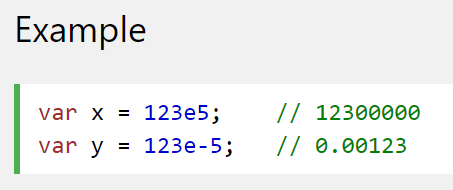 Example
var x = 123e5;    // 12300000
var y = 123e-5;   // 0.00123